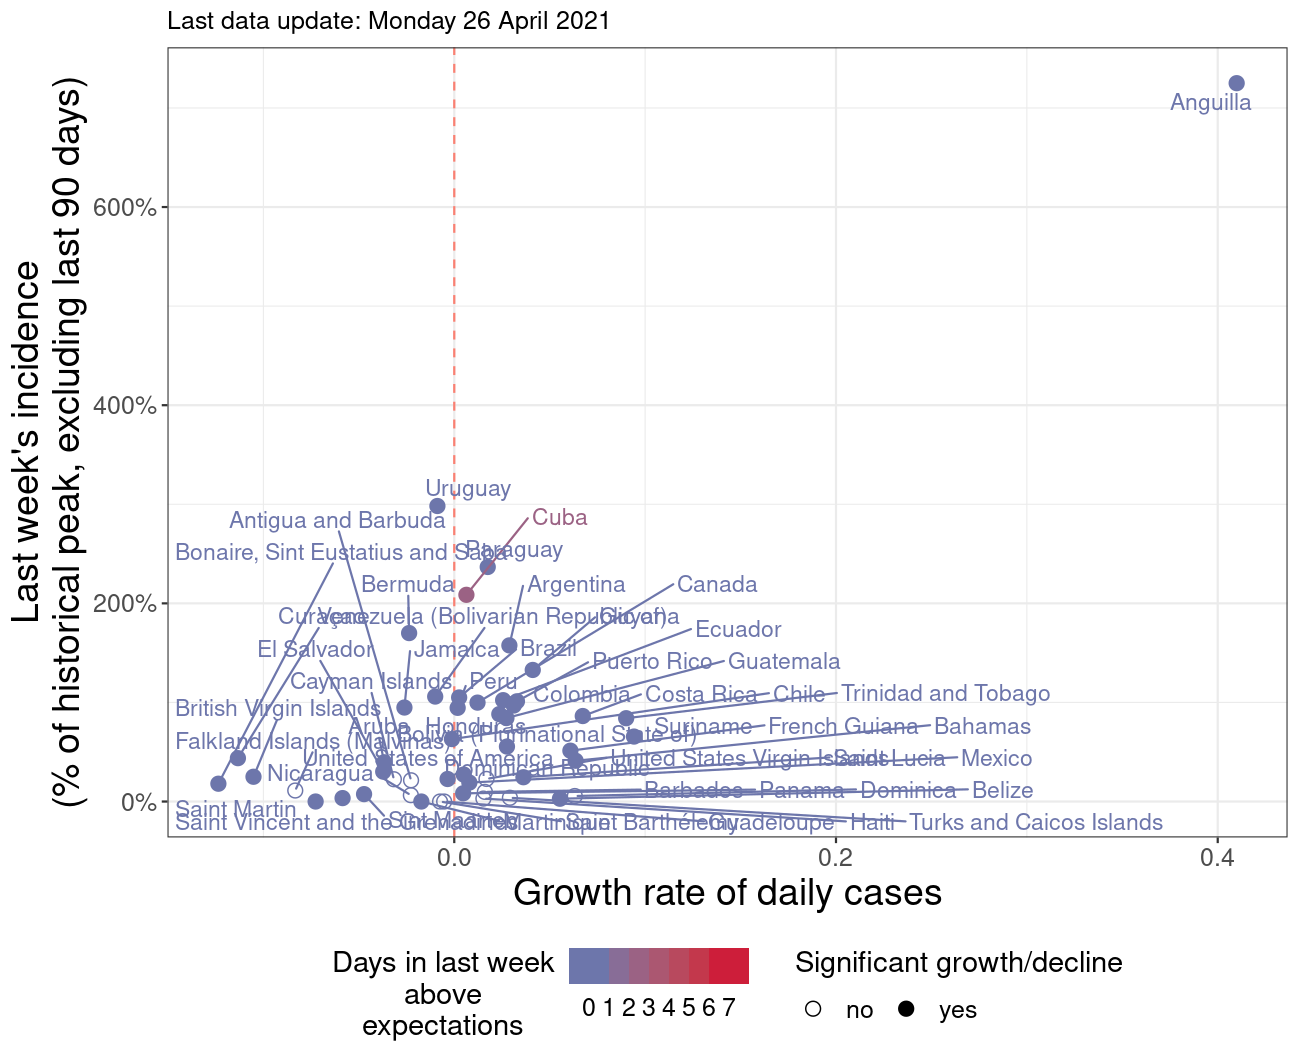 Last data update: Monday 26 April 2021
Last week's incidence
(% of historical peak, excluding last 90 days)
600%
400%
200%
0%
Anguilla
Uruguay
Antigua and Barbuda
Cuba
Bonaire, Sint Eustatius and Saba
Paraguay
Bermuda
Argentina
Canada
Curaçao
Venezuela (Bolivarian Republic of)
Guyana
Ecuador
El Salvador
Jamaica
Brazil
Puerto Rico
Guatemala
Cayman Islands
Peru
Colombia
Costa Rica
Chile
Trinidad and Tobago
British Virgin Islands
Aruba
Honduras
Bolivia (Plurinational State of)
Suriname
French Guiana
Bahamas
Falkland Islands (Malvinas)
United States of America
United States Virgin Islands
Saint Lucia
Mexico
Nicaragua
Dominican Republic
Barbados
Panama
Dominica
Belize
Saint Martin
Saint Vincent and the Grenadines
Sint Maarten
Martinique
Saint Barthélemy
Guadeloupe
Haiti
Turks and Caicos Islands
0.0
0.2
0.4
Growth rate of daily cases
Days in last week
above
expectations
0 1 2 3 4 5 6 7
Significant growth/decline
no
yes